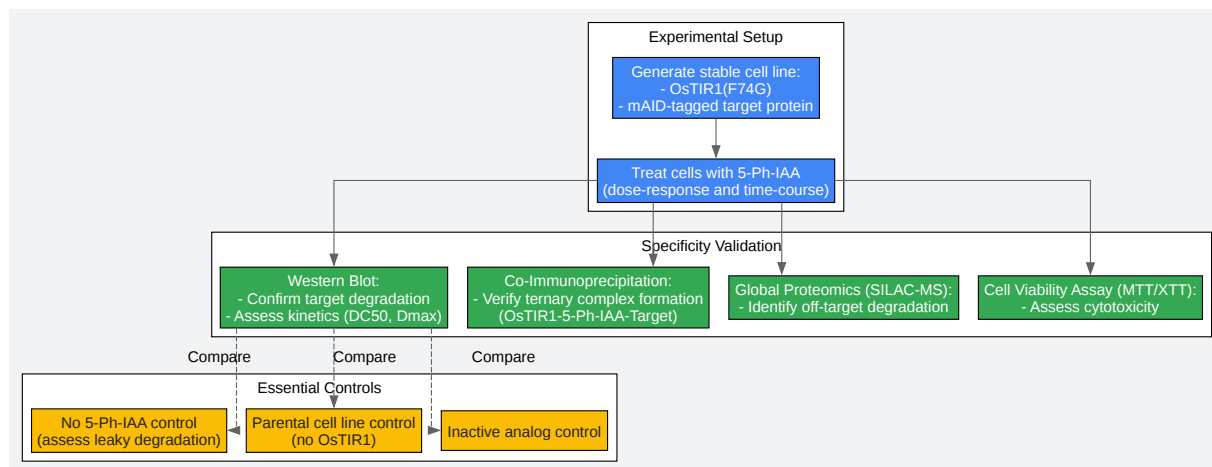 Experimental Setup
Generate stable cell line:
- OsTIR1(F74G)
- mAID-tagged target protein
Treat cells with 5-Ph-IAA
(dose-response and time-course)
Specificity Validation
Western Blot:
- Confirm target degradation
- Assess kinetics (DC50, Dmax)
Co-Immunoprecipitation:
- Verify ternary complex formation
(OsTIR1-5-Ph-IAA-Target)
Global Proteomics (SILAC-MS):
- Identify off-target degradation
Cell Viability Assay (MTT/XTT):
- Assess cytotoxicity
Compare
Compare
Compare
Essential Controls
No 5-Ph-IAA control
(assess leaky degradation)
Parental cell line control
(no OsTIR1)
Inactive analog control